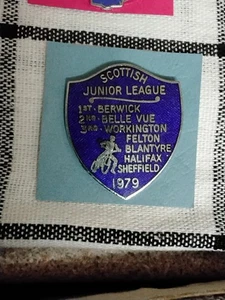 SCOTTISH
JUNIOR LEAGUE
1ST. BERWICK
2ND. BELLE VUE
3RD. WORKINGTON
FELTON
BLANTYRE
HALIFAX
SHEFFIELD
1979